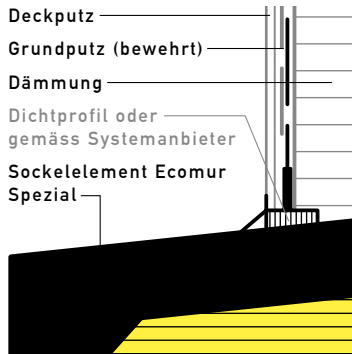 Deckputz
Grundputz (bewehrt)
Dämmung
Dichtprofil oder
gemäss Systemanbieter
Sockelelement Ecomur
Spezial